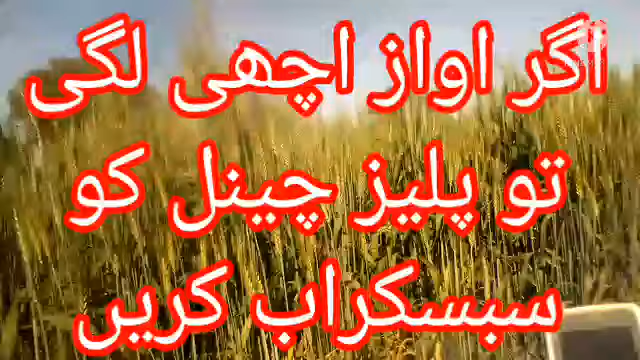 اگر اواز اچھی لگی
تو پلیز چینل کو
سبسکراب کریں